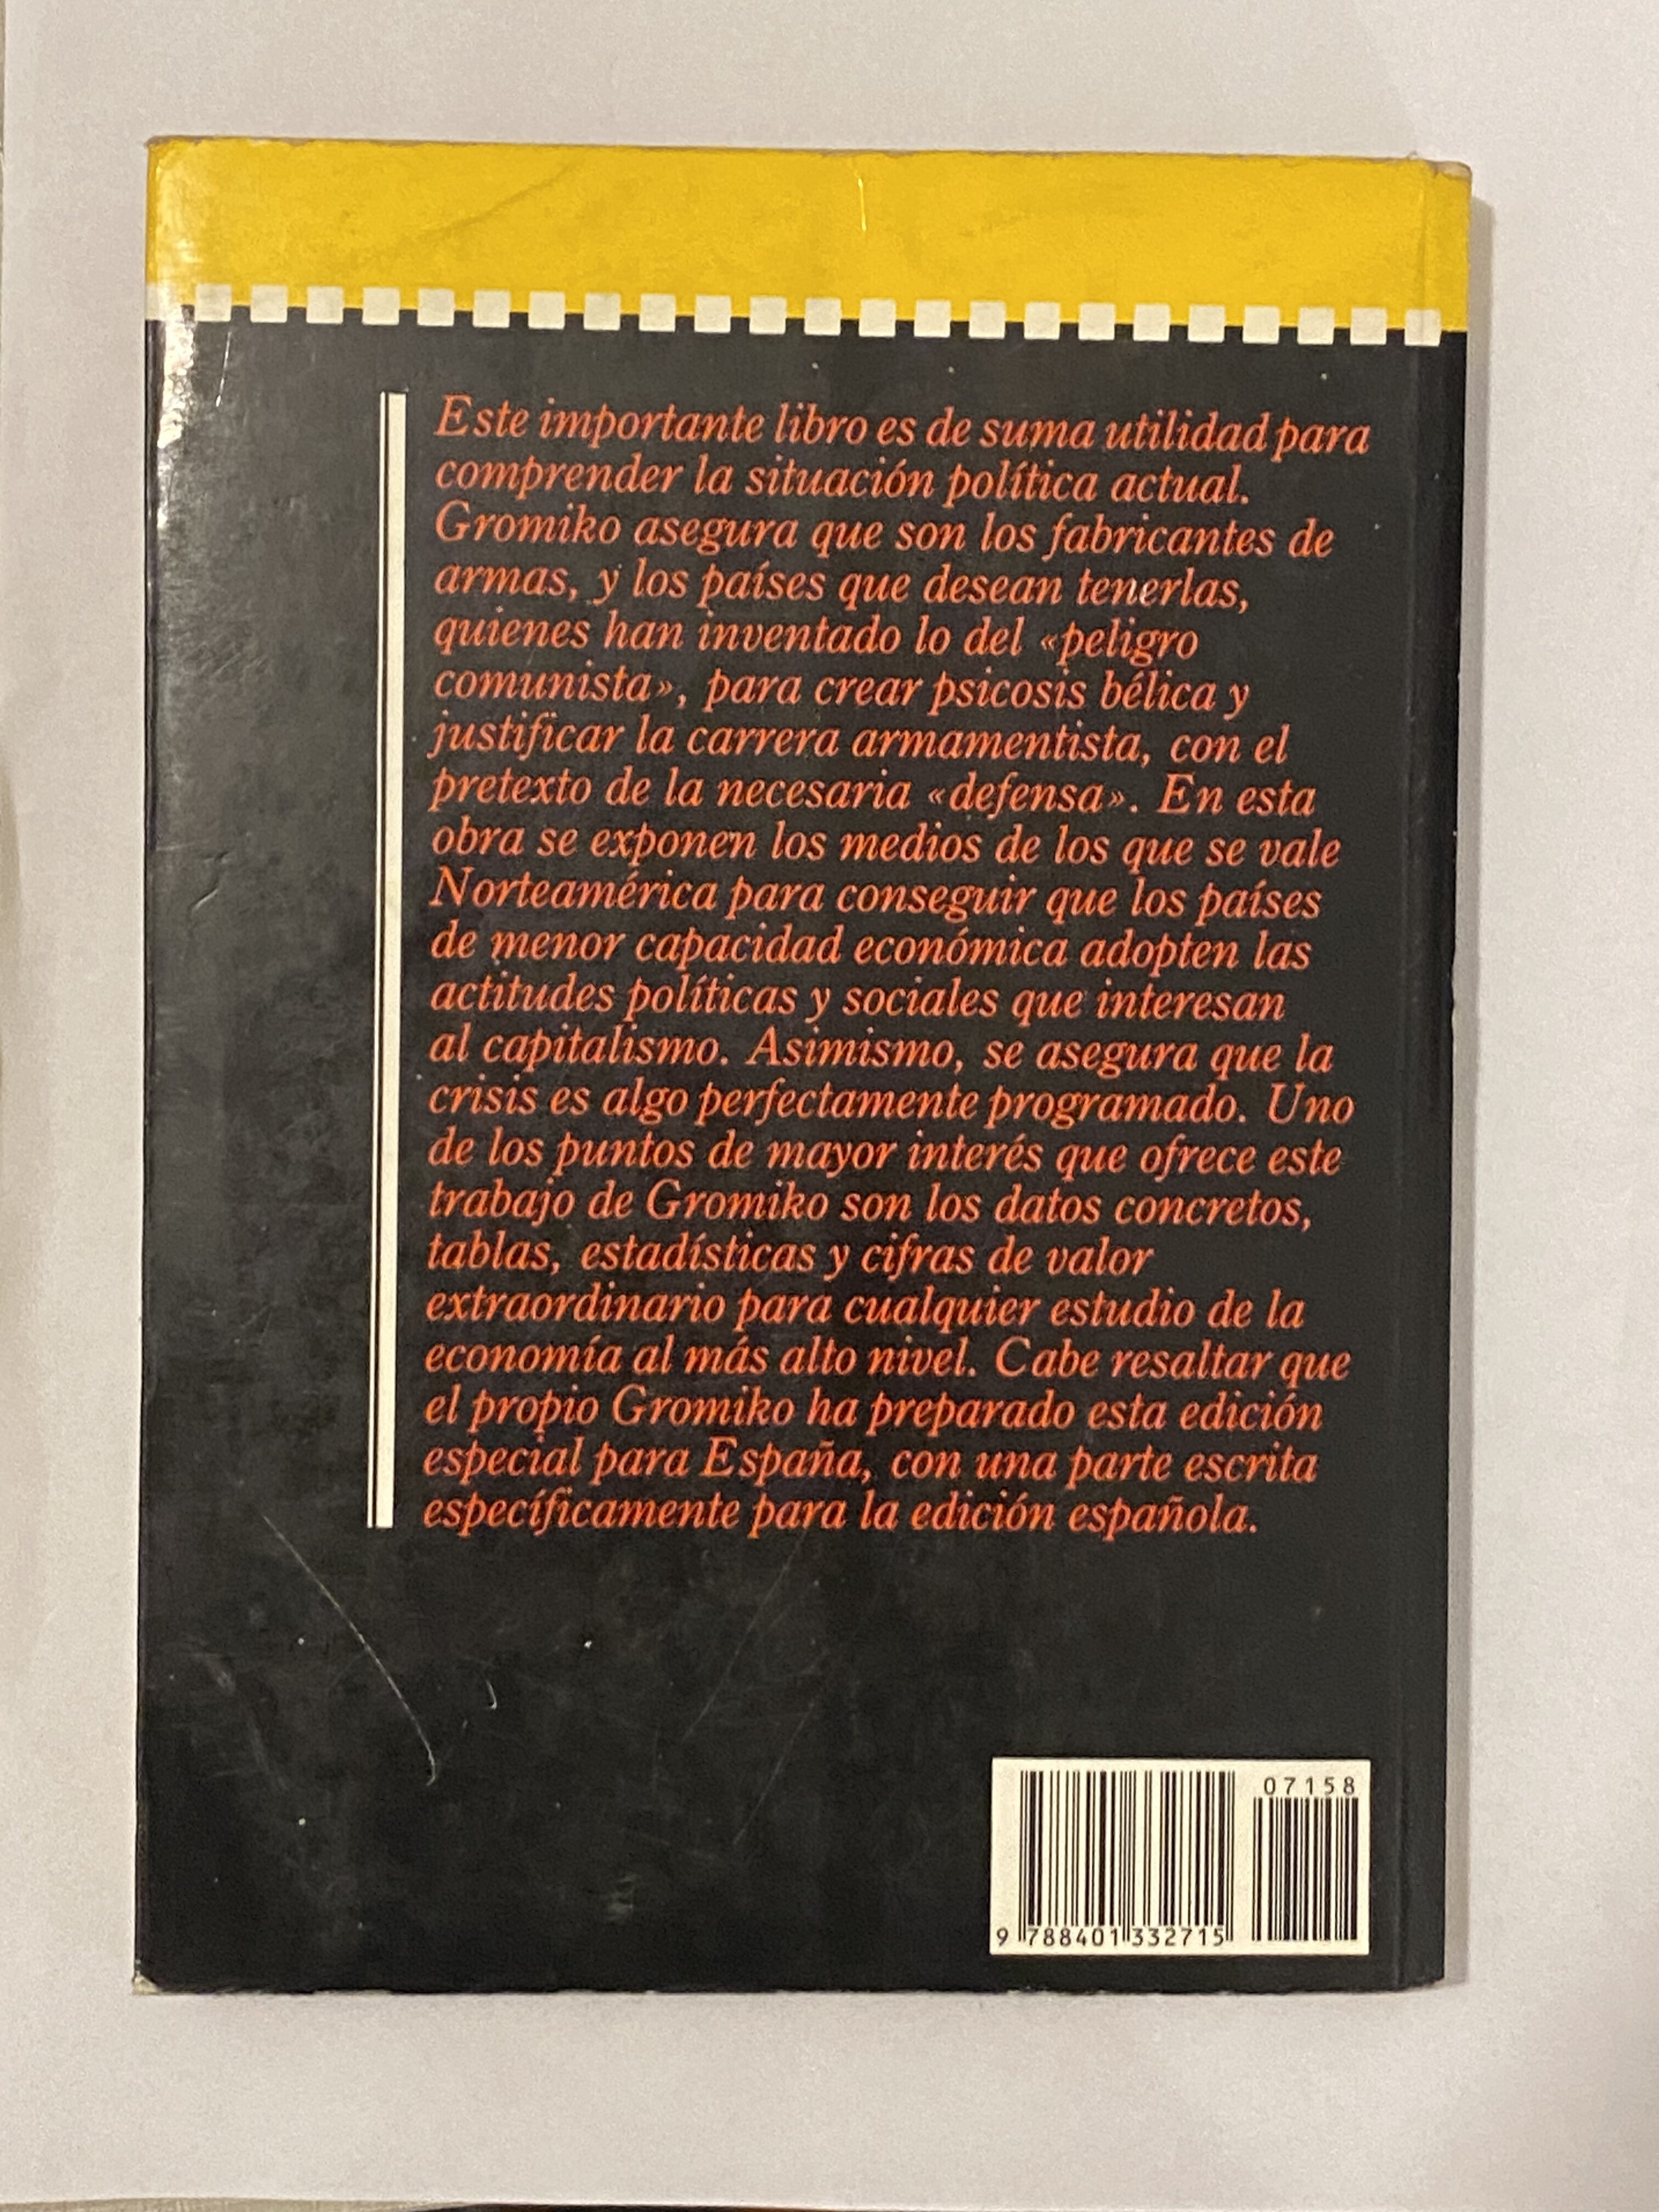 Este importante libro es de suma utilidad para
comprender la situación política actual.
Gromiko asegura que son los fabricantes de
armas, y los países que desean tenerlas,
quienes han inventado lo del «peligro
comunista», para crear psicosis bélica y
justificar la carrera armamentista, con el
pretexto de la necesaria «defensa». En esta
obra se exponen los medios de los que se vale
Norteamérica para conseguir que los países
de menor capacidad económica adopten las
actitudes políticas y sociales que interesan
al capitalismo. Asimismo, se asegura que la
crisis es algo perfectamente programado. Uno
de los puntos de mayor interés que ofrece este
trabajo de Gromiko son los datos concretos,
tablas, estadísticas y cifras de valor
extraordinario para cualquier estudio de la
economía al más alto nivel. Cabe resaltar que
el propio Gromiko ha preparado esta edición
especial para España, con una parte escrita
específicamente para la edición española.
07158
9 788401 332715